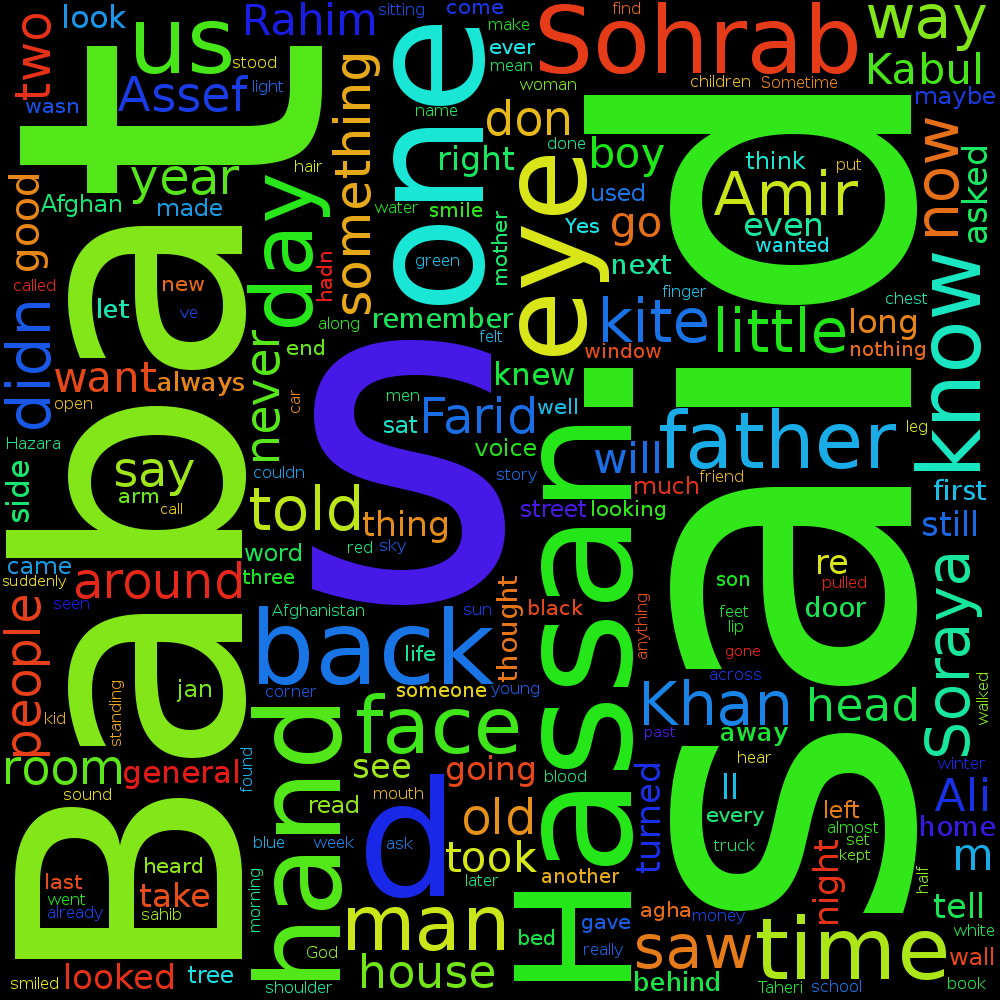 two
look
us
Rahim
sitting
come
make
ever
mean
find
Sohrab
way
Kabul
stood
wasn
Assef
light
t
something
one
name
woman
children
Sometime
maybe
don
done
boy
think
put
now
asked
hair
right
eye
used
Amir
year
Afghan
made
day
water
smile
mother
Yes
go
even
wanted
said
good
hadn
green
next
know
called
new
let
ve
didn
along
remember
felt
finger
kite
little
chest
long
nothing
window
end
never
want
always
open
car
men
S
knew
sat
Farid
well
voice
story
will
father
leg
friend
much
Hazara
say
arm
call
side
couldn
told
thing
street
looking
first
still
Baba
came
suddenly
word
red
sky
three
around
seen
people
thought
Afghanistan
sun
back
life
black
Hassan
anything
son
re
pulled
door
feet
lip
gone
Soraya
jan
corner
someone
young
across
Khan
head
walked
kid
standing
hand
face
past
away
room
general
found
see
going
blood
hear
winter
sound
read
mouth
d
old
turned
ll
every
left
almost
set
kept
Ali
home
blue
week
ask
took
later
another
truck
night
half
m
last
went
already
heard
take
sahib
morning
man
God
bed
gave
really
agha
money
saw
time
tell
white
wall
smiled
looked
tree
shoulder
house
behind
Taheri
school
book